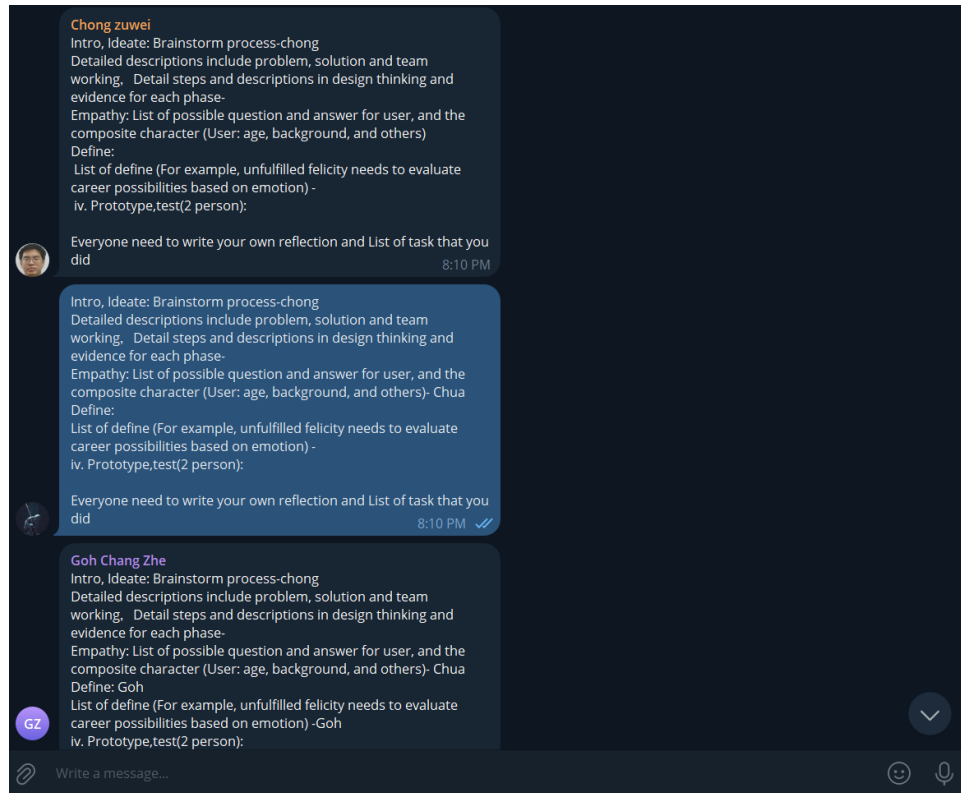 Chong zuwei
Intro, Ideate: Brainstorm process-chong
Detailed descriptions include problem, solution and team
working,   Detail steps and descriptions in design thinking and
evidence for each phase-
Empathy: List of possible question and answer for user, and the
composite character (User: age, background, and others)
Define:
List of define (For example, unfulfilled felicity needs to evaluate
career possibilities based on emotion) -
iv. Prototype,test(2 person):
Everyone need to write your own reflection and List of task that you
did
8:10 PM
Intro, Ideate: Brainstorm process-chong
Detailed descriptions include problem, solution and team
working,   Detail steps and descriptions in design thinking and
evidence for each phase-
Empathy: List of possible question and answer for user, and the
composite character (User: age, background, and others)- Chua
Define:
List of define (For example, unfulfilled felicity needs to evaluate
career possibilities based on emotion) -
iv. Prototype,test(2 person):
Everyone need to write your own reflection and List of task that you
did
8:10 PM
Goh Chang Zhe
Intro, Ideate: Brainstorm process-chong
Detailed descriptions include problem, solution and team
working,   Detail steps and descriptions in design thinking and
evidence for each phase-
Empathy: List of possible question and answer for user, and the
composite character (User: age, background, and others)- Chua
Define: Goh
List of define (For example, unfulfilled felicity needs to evaluate
career possibilities based on emotion) -Goh
iv. Prototype,test(2 person):
GZ
Write a message...